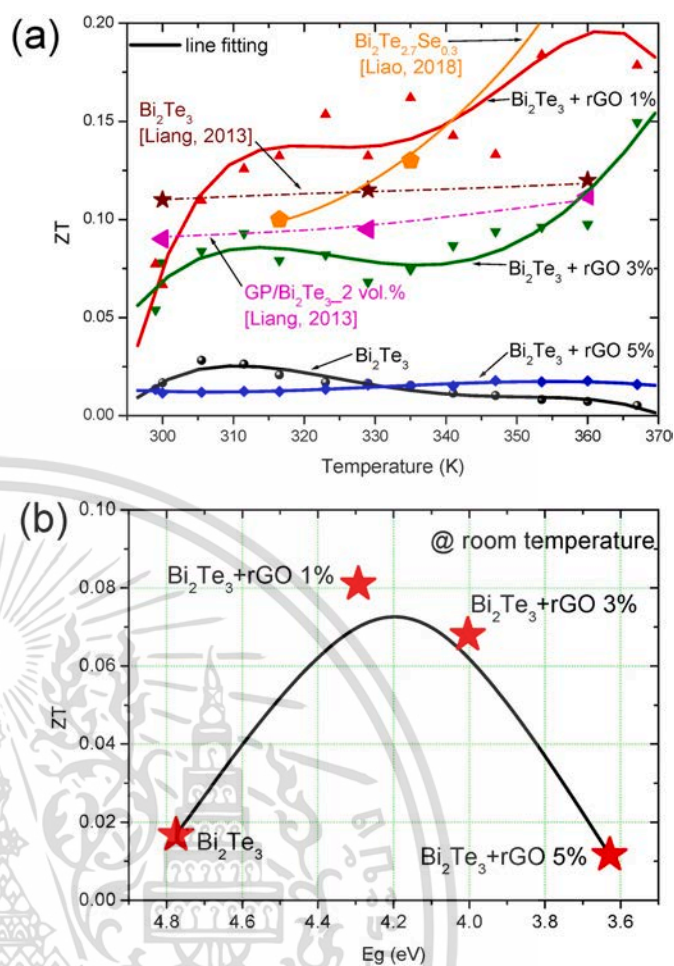 (a)
line fitting
Bi₂Te₂.₇Se₀.₃
[Liao, 2018]
Bi₂Te₃
[Liang, 2013]
Bi₂Te₃ + rGO 1%
Bi₂Te₃ + rGO 3%
GP/Bi₂Te₃_2 vol.%
[Liang, 2013]
Bi₂Te₃
Bi₂Te₃ + rGO 5%
0.20
0.15
0.10
0.05
0.00
ZT
300 310 320 330 340 350 360 370
Temperature (K)
(b)
@ room temperature
Bi₂Te₃+rGO 1%
Bi₂Te₃+rGO 3%
Bi₂Te₃
Bi₂Te₃+rGO 5%
0.10
0.08
0.06
0.04
0.02
0.00
ZT
4.8 4.6 4.4 4.2 4.0 3.8 3.6
Eg (eV)